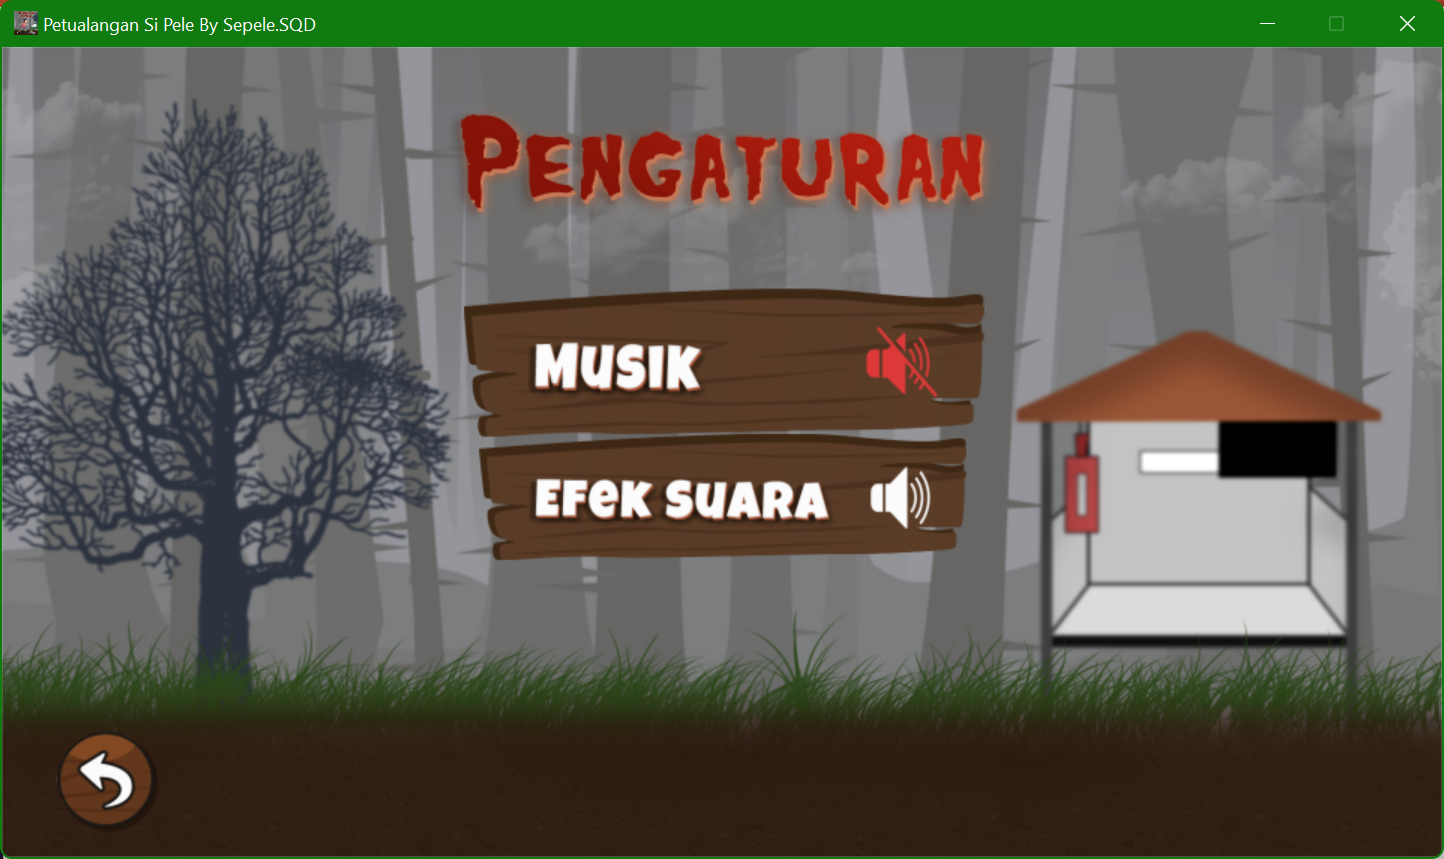 Petualangan Si Pele By Sepele.SQD
PENGATURAN
MUSIK
EFEK SUARA